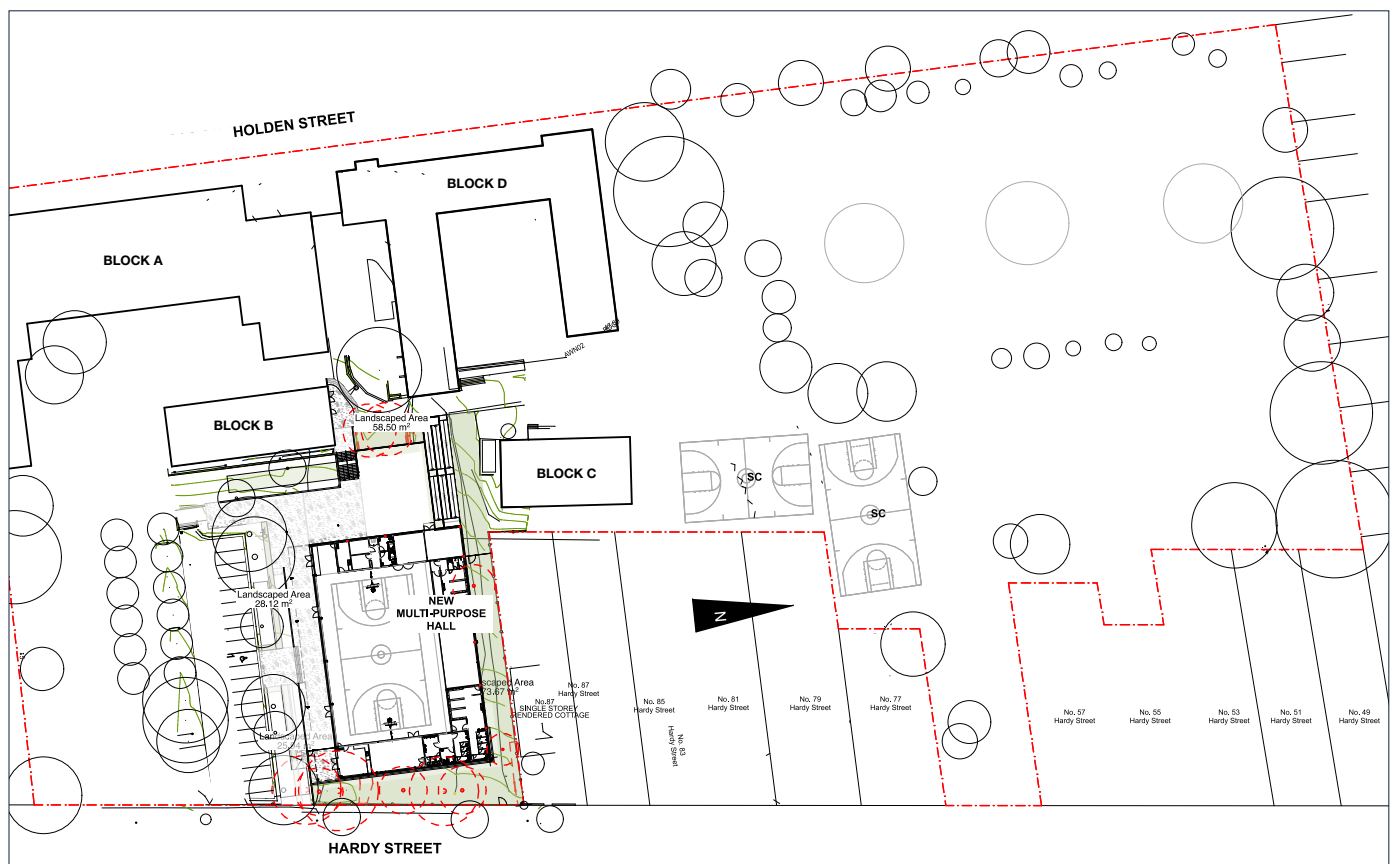 HOLDEN STREET
BLOCK D
BLOCK A
AWN02
Landscaped Area
58.50 m²
BLOCK B
BLOCK C
SC
SC
Landscaped Area
28.12 m²
NEW
MULTI-PURPOSE
HALL
N
scaped Area
73.67 m²
No. 87
Hardy Street
No.87
SINGLE STOREY
RENDERED COTTAGE
No. 85
Hardy Street
No. 83
Hardy Street
No. 81
Hardy Street
No. 79
Hardy Street
No. 77
Hardy Street
No. 57
Hardy Street
No. 55
Hardy Street
No. 53
Hardy Street
No. 51
Hardy Street
No. 49
Hardy Street
Landscaped Area
HARDY STREET